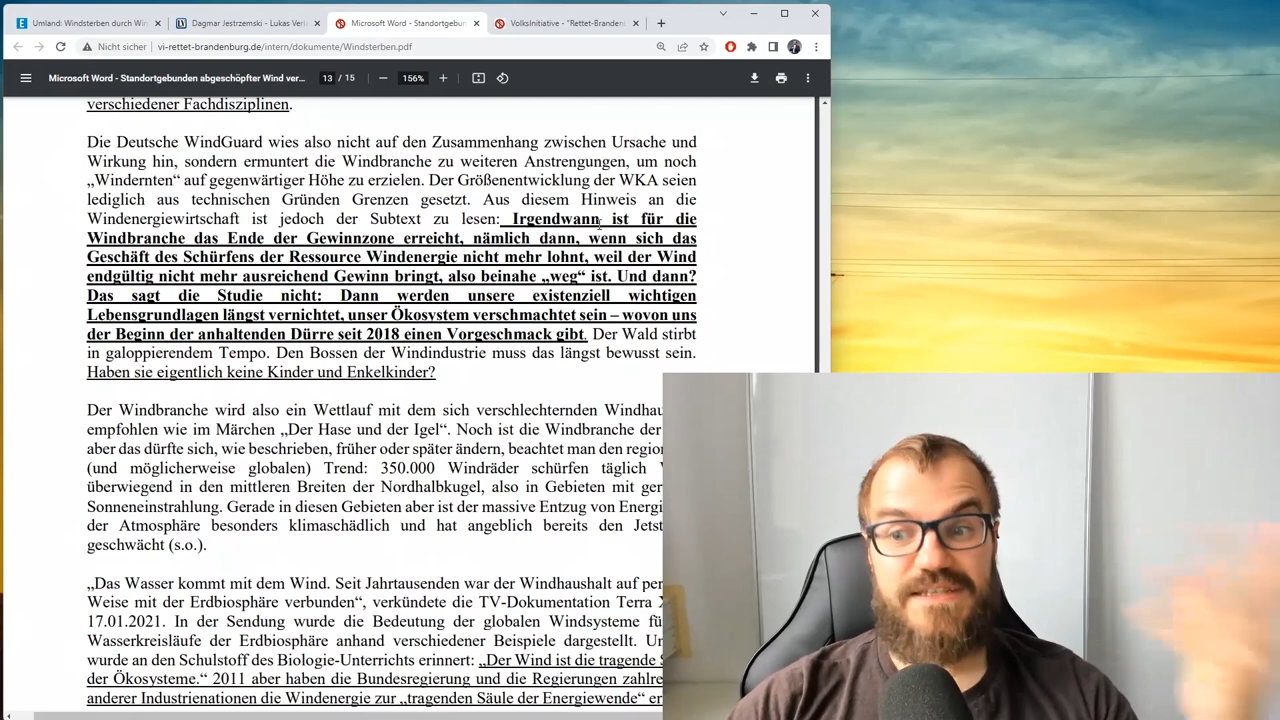 Umland: Windsterben durch Win
Dagmar Jestrzemski - Lukas Verl
Microsoft Word - Standortgebun
VolksInitiative - "Rettet-Branden
Nicht sicher | vi-rettet-brandenburg.de/intern/dokumente/Windsterben.pdf
Microsoft Word - Standortgebunden abgeschöpfter Wind ver... 13 / 15 156%
verschiedener Fachdisziplinen.
Die Deutsche WindGuard wies also nicht auf den Zusammenhang zwischen Ursache und
Wirkung hin, sondern ermuntert die Windbranche zu weiteren Anstrengungen, um noch
„Windernten“ auf gegenwärtiger Höhe zu erzielen. Der Größenentwicklung der WKA seien
lediglich aus technischen Gründen Grenzen gesetzt. Aus diesem Hinweis an die
Windenergiewirtschaft ist jedoch der Subtext zu lesen: Irgendwann ist für die
Windbranche das Ende der Gewinnzone erreicht, nämlich dann, wenn sich das
Geschäft des Schürfens der Ressource Windenergie nicht mehr lohnt, weil der Wind
endgültig nicht mehr ausreichend Gewinn bringt, also beinahe „weg“ ist. Und dann?
Das sagt die Studie nicht: Dann werden unsere existenziell wichtigen
Lebensgrundlagen längst vernichtet, unser Ökosystem verschmachtet sein – wovon uns
der Beginn der anhaltenden Dürre seit 2018 einen Vorgeschmack gibt. Der Wald stirbt
in galoppierendem Tempo. Den Bossen der Windindustrie muss das längst bewusst sein.
Haben sie eigentlich keine Kinder und Enkelkinder?
Der Windbranche wird also ein Wettlauf mit dem sich verschlechternden Windhau
empfohlen wie im Märchen „Der Hase und der Igel“. Noch ist die Windbranche der
aber das dürfte sich, wie beschrieben, früher oder später ändern, beachtet man den region
(und möglicherweise globalen) Trend: 350.000 Windräder schürfen täglich
überwiegend in den mittleren Breiten der Nordhalbkugel, also in Gebieten mit ger
Sonneneinstrahlung. Gerade in diesen Gebieten aber ist der massive Entzug von Energi
der Atmosphäre besonders klimaschädlich und hat angeblich bereits den Jetst
geschwächt (s.o.).
„Das Wasser kommt mit dem Wind. Seit Jahrtausenden war der Windhaushalt auf per
Weise mit der Erdbiosphäre verbunden“, verkündete die TV-Dokumentation Terra X
17.01.2021. In der Sendung wurde die Bedeutung der globalen Windsysteme fü
Wasserkreisläufe der Erdbiosphäre anhand verschiedener Beispiele dargestellt. Un
wurde an den Schulstoff des Biologie-Unterrichts erinnert: „Der Wind ist die tragende S
der Ökosysteme.“ 2011 aber haben die Bundesregierung und die Regierungen zahlre
anderer Industrienationen die Windenergie zur „tragenden Säule der Energiewende“ er